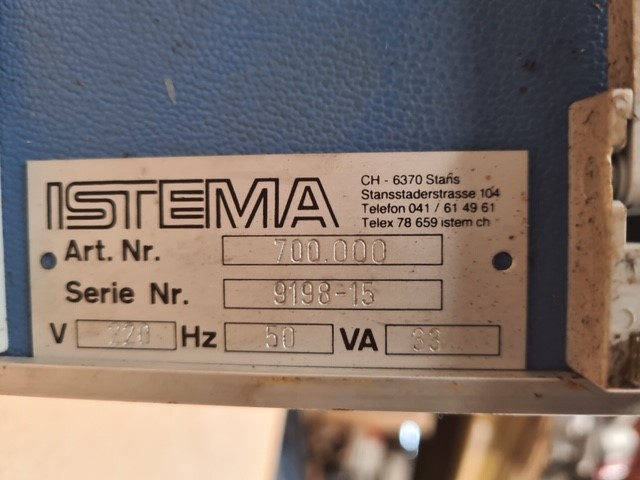 ISTEMA
CH - 6370 Stans
Stansstaderstrasse 104
Telefon 041 / 61 49 61
Telex 78 659 istem ch
Art. Nr. 700.000
Serie Nr. 9198-15
V 220 Hz 50 VA 33